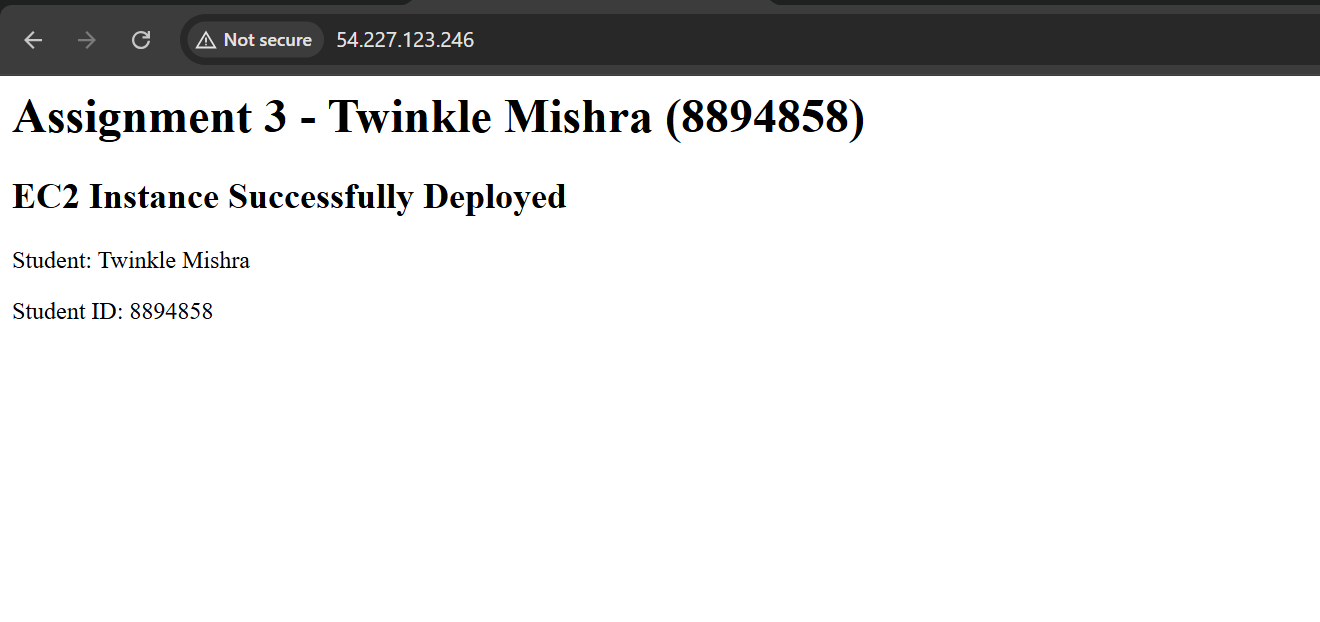 Not secure 54.227.123.246
Assignment 3 - Twinkle Mishra (8894858)
EC2 Instance Successfully Deployed
Student: Twinkle Mishra
Student ID: 8894858